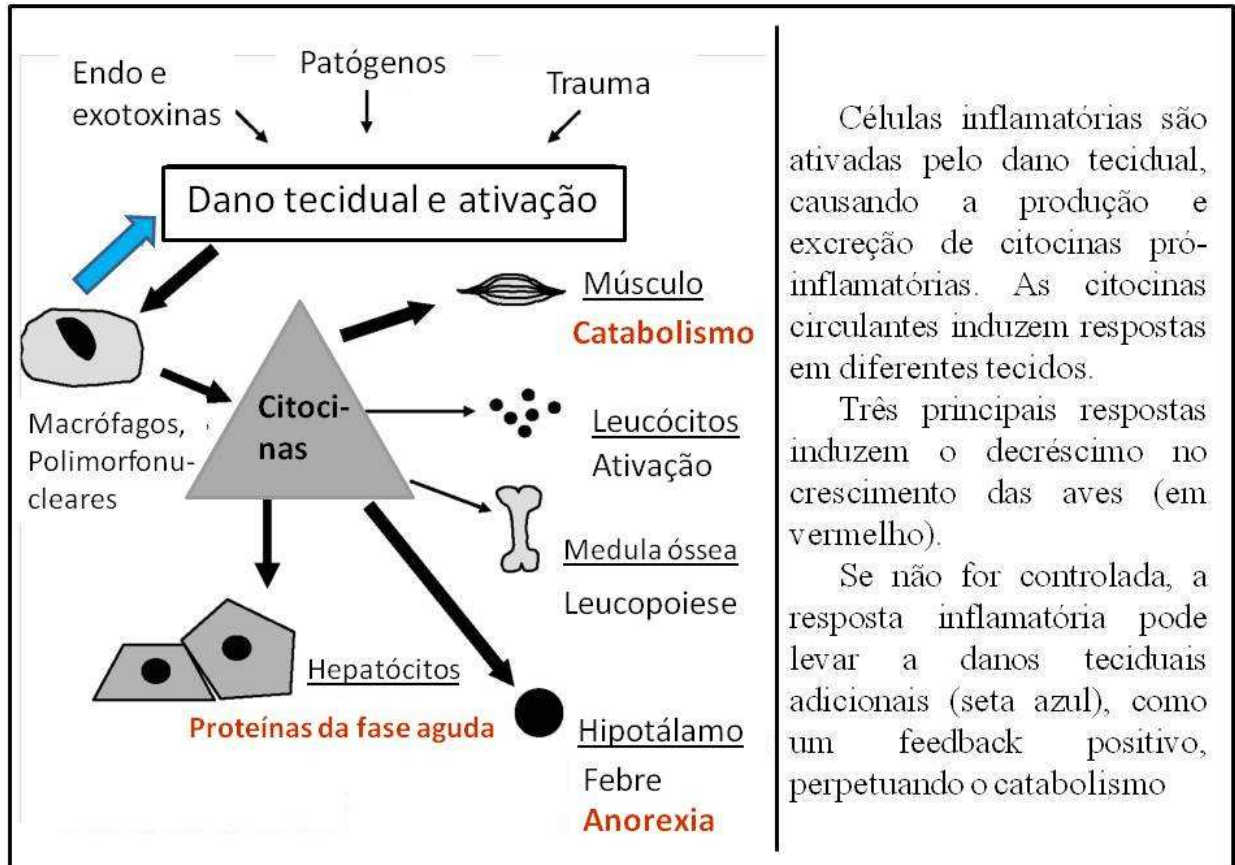 Endo e
exotoxinas
Patógenos
Trauma
Dano tecidual e ativação
Macrófagos,
Polimorfonu-
cleares
Citoci-
nas
Músculo
Catabolismo
Leucócitos
Ativação
Medula óssea
Leucopoiese
Hepatócitos
Proteínas da fase aguda
Hipotálamo
Febre
Anorexia
Células inflamatórias são
ativadas pelo dano tecidual,
causando a produção e
excreção de citocinas pró-
inflamatórias. As citocinas
circulantes induzem respostas
em diferentes tecidos.
Três principais respostas
induzem o decréscimo no
crescimento das aves (em
vermelho).
Se não for controlada, a
resposta inflamatória pode
levar a danos teciduais
adicionais (seta azul), como
um feedback positivo,
perpetuando o catabolismo